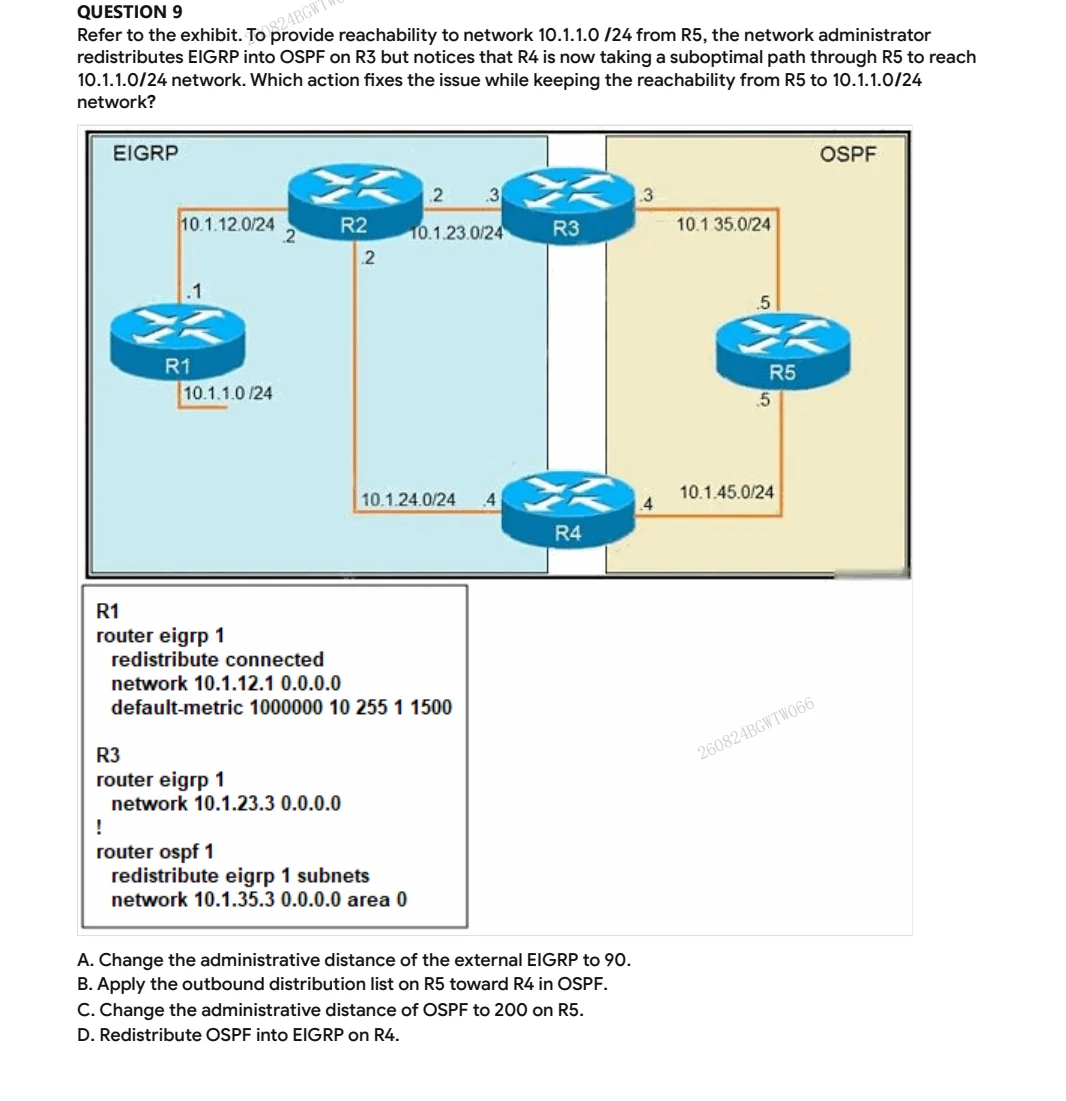 QUESTION 9
Refer to the exhibit. To provide reachability to network 10.1.1.0 /24 from R5, the network administrator
redistributes EIGRP into OSPF on R3 but notices that R4 is now taking a suboptimal path through R5 to reach
10.1.1.0/24 network. Which action fixes the issue while keeping the reachability from R5 to 10.1.1.0/24
network?
EIGRP
OSPF
.2
.3
.3
10.1.12.0/24
.2
R2
10.1.23.0/24
R3
10.1 35.0/24
.2
.1
.5
R1
R5
10.1.1.0 /24
.5
10.1.24.0/24
.4
.4
10.1.45.0/24
R4
R1
router eigrp 1
redistribute connected
network 10.1.12.1 0.0.0.0
default-metric 1000000 10 255 1 1500
260824BGWTW066
R3
router eigrp 1
network 10.1.23.3 0.0.0.0
!
router ospf 1
redistribute eigrp 1 subnets
network 10.1.35.3 0.0.0.0 area 0
A. Change the administrative distance of the external EIGRP to 90.
B. Apply the outbound distribution list on R5 toward R4 in OSPF.
C. Change the administrative distance of OSPF to 200 on R5.
D. Redistribute OSPF into EIGRP on R4.